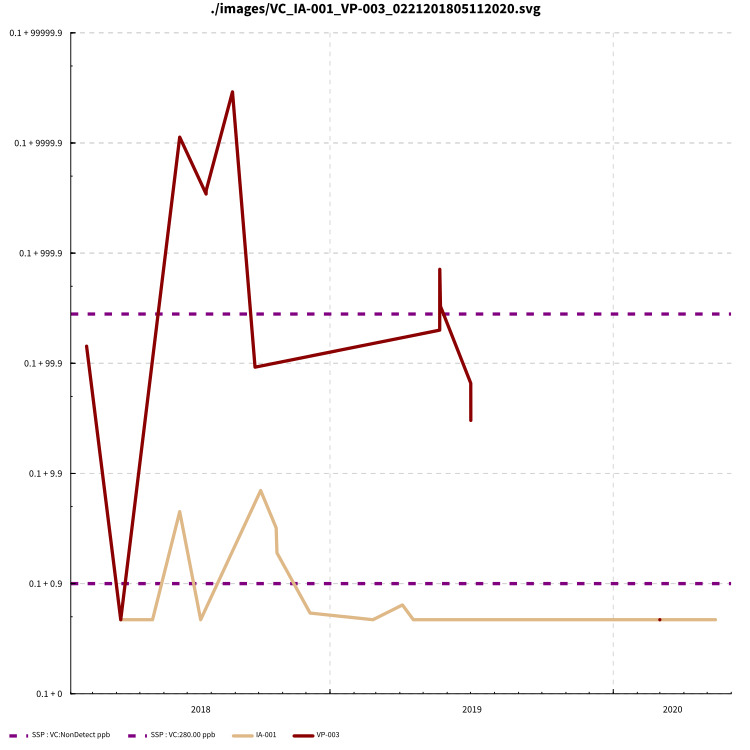 ./images/VC_IA-001_VP-003_0221201805112020.svg
0.1 + 99999.9
0.1 + 9999.9
0.1 + 999.9
0.1 + 99.9
0.1 + 9.9
0.1 + 0.9
0.1 + 0
2018 2019 2020
SSP : VC:NonDetect ppb SSP : VC:280.00 ppb IA-001 VP-003